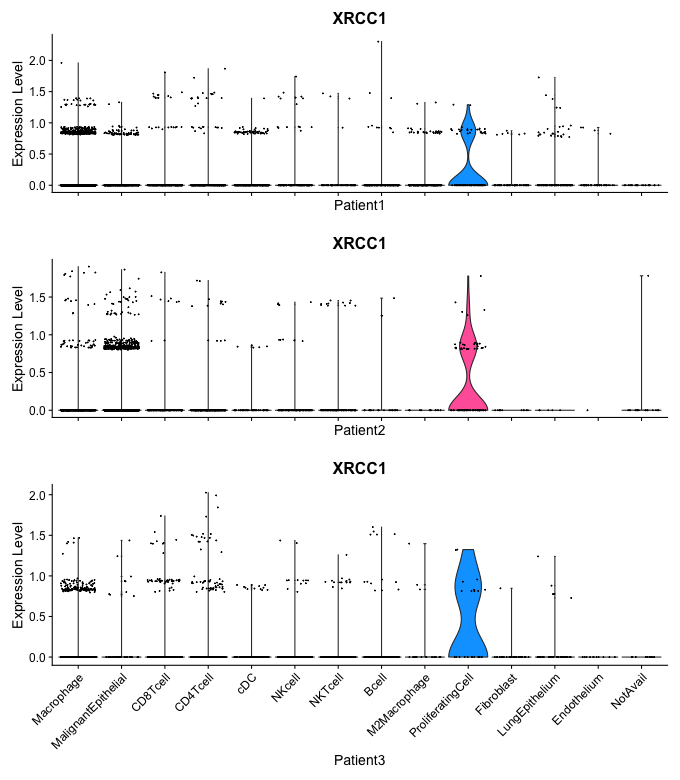 XRCC1
Expression Level
2.0
1.5
1.0
0.5
0.0
Patient1
XRCC1
Expression Level
1.5
1.0
0.5
0.0
Patient2
XRCC1
Expression Level
2.0
1.5
1.0
0.5
0.0
Macrophage
MalignantEpithelial
CD8Tcell
CD4Tcell
cDC
NKcell
NKTcell
Bcell
M2Macrophage
ProliferatingCell
Fibroblast
LungEpithelium
Endothelium
NotAvail
Patient3